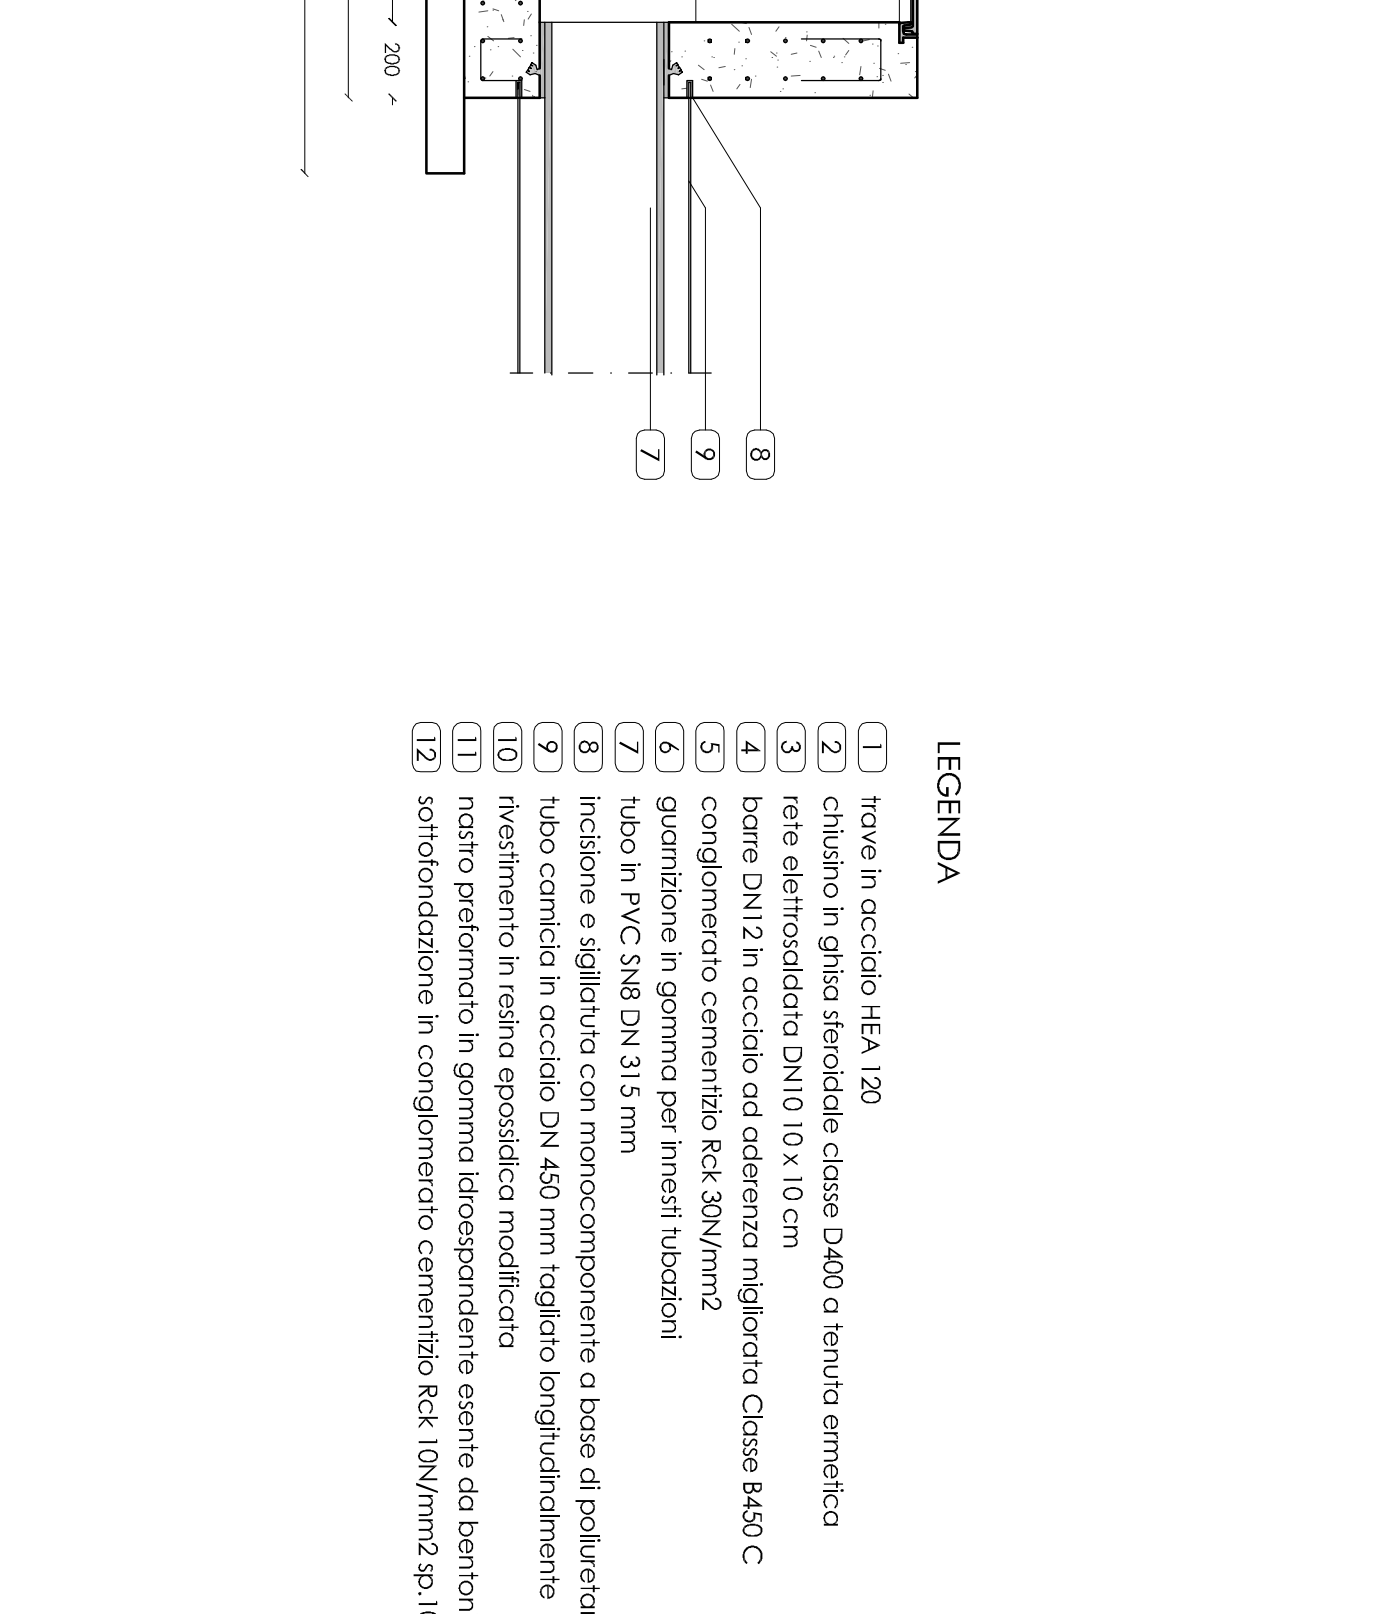 200
8
9
7
LEGENDA
1 trave in acciaio HEA 120
2 chiusino in ghisa sferoidale classe D400 a tenuta ermetica
3 rete elettrosaldata DN10 10 x 10 cm
4 barre DN12 in acciaio ad aderenza migliorata Classe B450 C
5 conglomerato cementizio Rck 30N/mm2
6 guarnizione in gomma per innesti tubazioni
7 tubo in PVC SN8 DN 315 mm
8 incisione e sigillatuta con monocomponente a base di
9 tubo camicia in acciaio DN 450 mm tagliato longitudinalmente
10 rivestimento in resina epossidica modificata
11 nastro preformato in gomma idroespandente esente da
12 sottofondazione in conglomerato cementizio Rck 10N/mm2